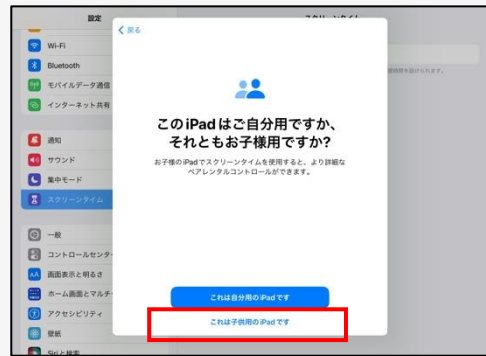 設定
スクリーンタイム
戻る
Wi-Fi
Bluetooth
モバイルデータ通信
インターネット共有
通知
サウンド
集中モード
スクリーンタイム
一般
コントロールセンター
画面表示と明るさ
ホーム画面とマルチ
アクセシビリティ
壁紙
Siriと検索
このiPadはご自分用ですか、
それともお子様用ですか?
お子様のiPadでスクリーンタイムを使用すると、より詳細な
ペアレンタルコントロールができます。
これは自分用のiPadです
これは子供用のiPadです